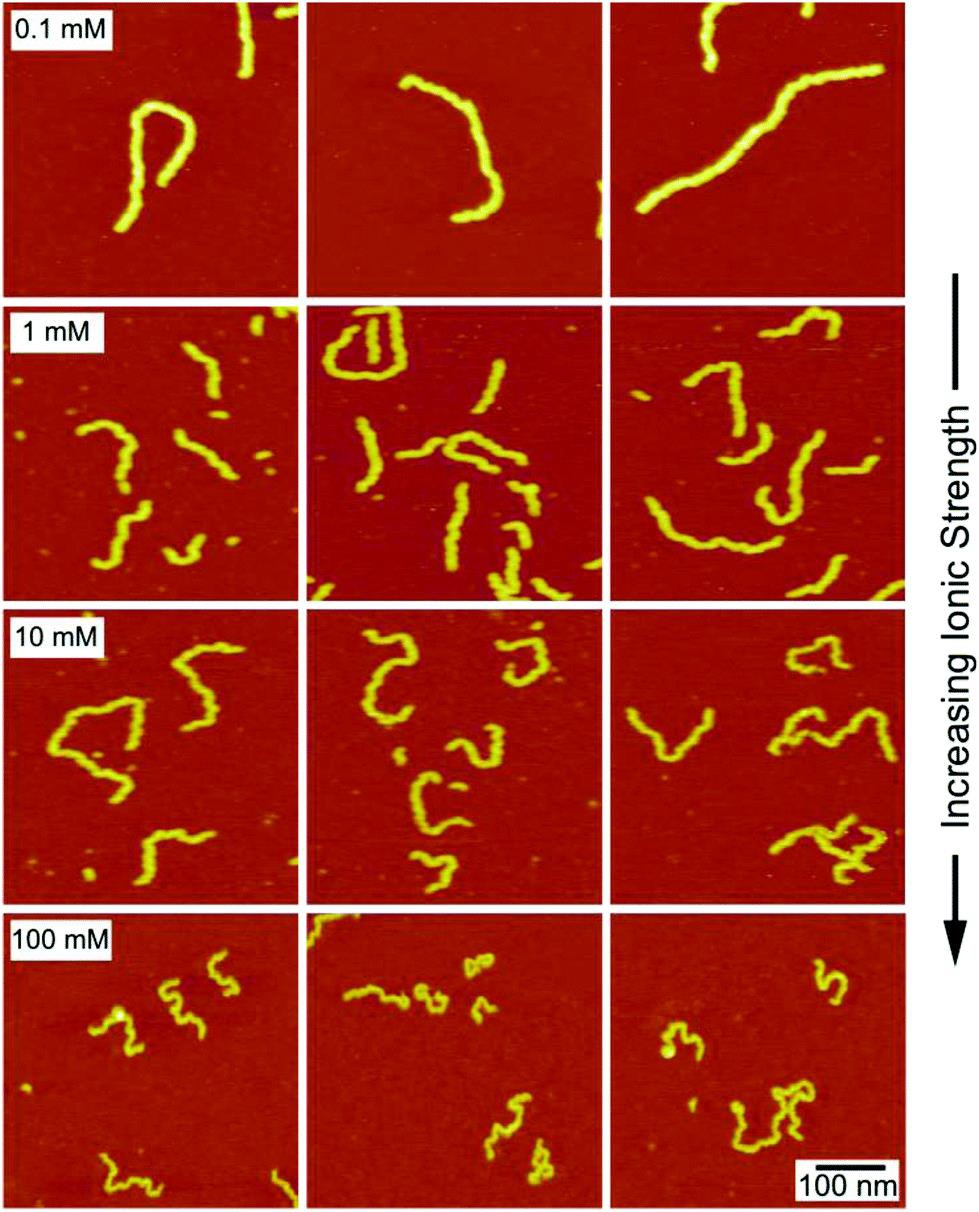 0.1 mM
1 mM
10 mM
100 mM
Increasing Ionic Strength
100 nm